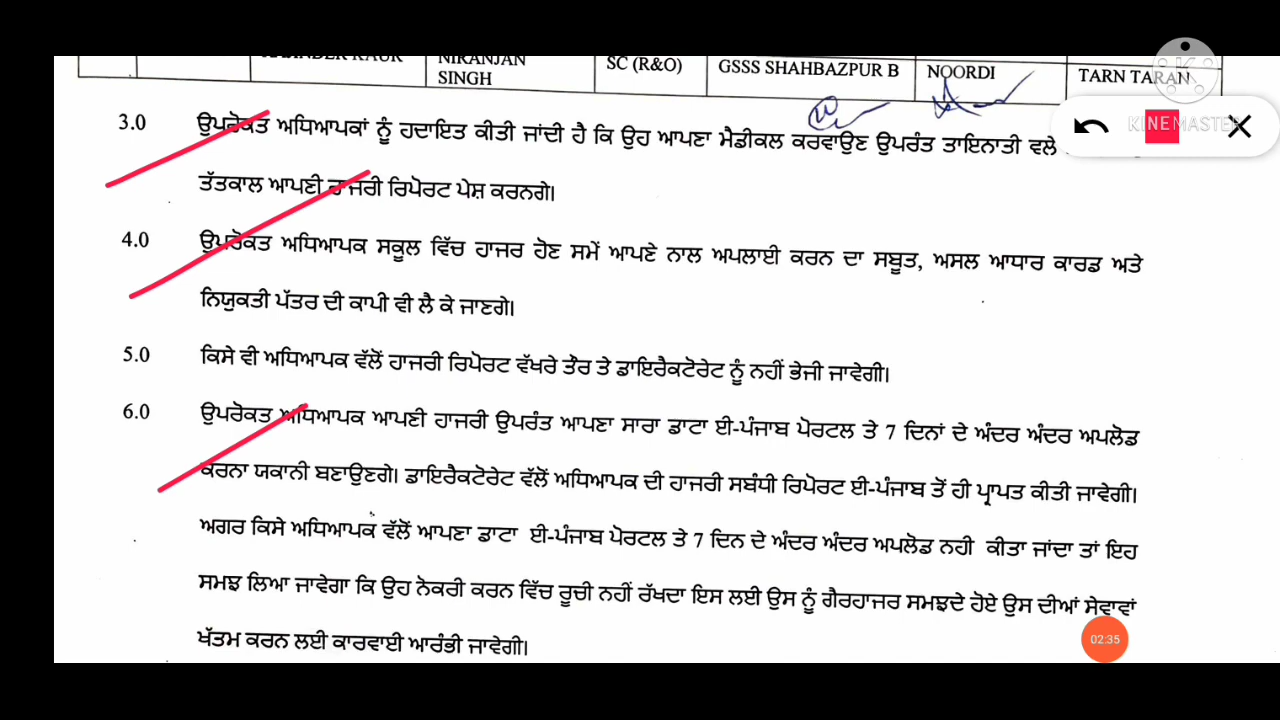 NIRANJAN SINGH SC (R&O) GSSS SHAHBAZPUR B NOORDI TARN TARAN
KINEMASTER
3.0 ਉਪਰੋਕਤ ਅਧਿਆਪਕਾਂ ਨੂੰ ਹਦਾਇਤ ਕੀਤੀ ਜਾਂਦੀ ਹੈ ਕਿ ਉਹ ਆਪਣਾ ਮੈਡੀਕਲ ਕਰਵਾਉਣ ਉਪਰੰਤ ਤਾਇਨਾਤੀ ਵਲੇ
ਤੱਤਕਾਲ ਆਪਣੀ ਹਾਜਰੀ ਰਿਪੋਰਟ ਪੇਸ਼ ਕਰਨਗੇ।
4.0 ਉਪਰੋਕਤ ਅਧਿਆਪਕ ਸਕੂਲ ਵਿੱਚ ਹਾਜਰ ਹੋਣ ਸਮੇਂ ਆਪਣੇ ਨਾਲ ਅਪਲਾਈ ਕਰਨ ਦਾ ਸਬੂਤ, ਅਸਲ ਆਧਾਰ ਕਾਰਡ ਅਤੇ
ਨਿਯੁਕਤੀ ਪੱਤਰ ਦੀ ਕਾਪੀ ਵੀ ਲੈ ਕੇ ਜਾਣਗੇ।
5.0 ਕਿਸੇ ਵੀ ਅਧਿਆਪਕ ਵੱਲੋਂ ਹਾਜਰੀ ਰਿਪੋਰਟ ਵੱਖਰੇ ਤੌਰ ਤੇ ਡਾਇਰੈਕਟੋਰੇਟ ਨੂੰ ਨਹੀਂ ਭੇਜੀ ਜਾਵੇਗੀ।
6.0 ਉਪਰੋਕਤ ਅਧਿਆਪਕ ਆਪਣੀ ਹਾਜਰੀ ਉਪਰੰਤ ਆਪਣਾ ਸਾਰਾ ਡਾਟਾ ਈ-ਪੰਜਾਬ ਪੋਰਟਲ ਤੇ 7 ਦਿਨਾਂ ਦੇ ਅੰਦਰ ਅੰਦਰ ਅਪਲੋਡ
ਕਰਨਾ ਯਕਾਨੀ ਬਣਾਉਣਗੇ। ਡਾਇਰੈਕਟੋਰੇਟ ਵੱਲੋਂ ਅਧਿਆਪਕ ਦੀ ਹਾਜਰੀ ਸਬੰਧੀ ਰਿਪੋਰਟ ਈ-ਪੰਜਾਬ ਤੋਂ ਹੀ ਪ੍ਰਾਪਤ ਕੀਤੀ ਜਾਵੇਗੀ।
ਅਗਰ ਕਿਸੇ ਅਧਿਆਪਕ ਵੱਲੋਂ ਆਪਣਾ ਡਾਟਾ ਈ-ਪੰਜਾਬ ਪੋਰਟਲ ਤੇ 7 ਦਿਨ ਦੇ ਅੰਦਰ ਅੰਦਰ ਅਪਲੋਡ ਨਹੀ ਕੀਤਾ ਜਾਂਦਾ ਤਾਂ ਇਹ
ਸਮਝ ਲਿਆ ਜਾਵੇਗਾ ਕਿ ਉਹ ਨੋਕਰੀ ਕਰਨ ਵਿੱਚ ਰੂਚੀ ਨਹੀਂ ਰੱਖਦਾ ਇਸ ਲਈ ਉਸ ਨੂੰ ਗੈਰਹਾਜਰ ਸਮਝਦੇ ਹੋਏ ਉਸ ਦੀਆਂ ਸੇਵਾਵਾਂ
ਖੱਤਮ ਕਰਨ ਲਈ ਕਾਰਵਾਈ ਆਰੰਭੀ ਜਾਵੇਗੀ।
02:35